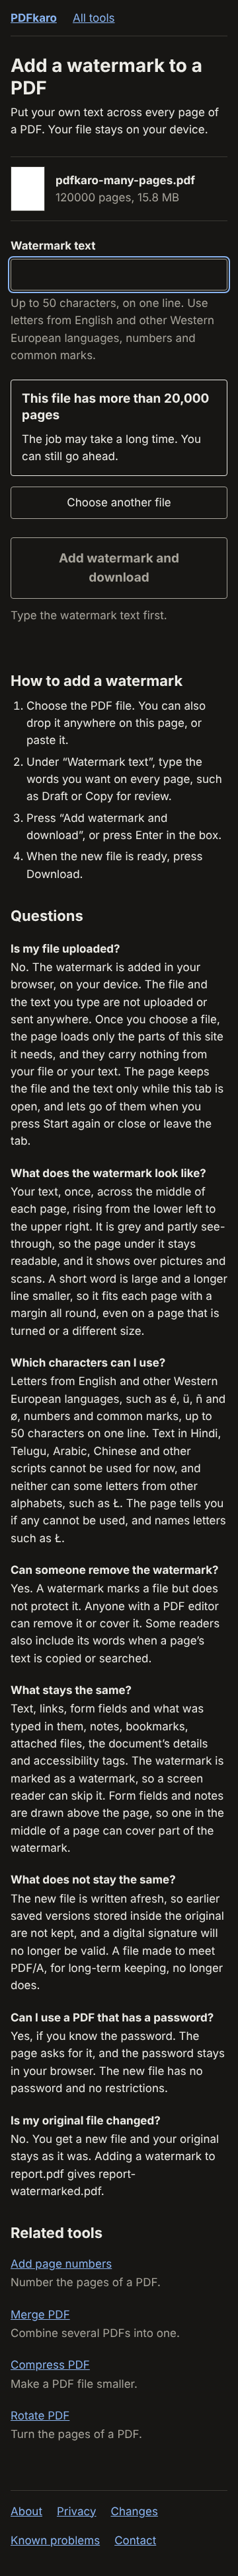 PDFkaro All tools
Add a watermark to a
PDF
Put your own text across every page of
a PDF. Your file stays on your device.
pdfkaro-many-pages.pdf
120000 pages, 15.8 MB
Watermark text
Up to 50 characters, on one line. Use
letters from English and other Western
European languages, numbers and
common marks.
This file has more than 20,000
pages
The job may take a long time. You
can still go ahead.
Choose another file
Add watermark and
download
Type the watermark text first.
How to add a watermark
1. Choose the PDF file. You can also
drop it anywhere on this page, or
paste it.
2. Under “Watermark text”, type the
words you want on every page, such
as Draft or Copy for review.
3. Press “Add watermark and
download”, or press Enter in the box.
4. When the new file is ready, press
Download.
Questions
Is my file uploaded?
No. The watermark is added in your
browser, on your device. The file and
the text you type are not uploaded or
sent anywhere. Once you choose a file,
the page loads only the parts of this site
it needs, and they carry nothing from
your file or your text. The page keeps
the file and the text only while this tab is
open, and lets go of them when you
press Start again or close or leave the
tab.
What does the watermark look like?
Your text, once, across the middle of
each page, rising from the lower left to
the upper right. It is grey and partly see-
through, so the page under it stays
readable, and it shows over pictures and
scans. A short word is large and a longer
line smaller, so it fits each page with a
margin all round, even on a page that is
turned or a different size.
Which characters can I use?
Letters from English and other Western
European languages, such as é, ü, ñ and
ø, numbers and common marks, up to
50 characters on one line. Text in Hindi,
Telugu, Arabic, Chinese and other
scripts cannot be used for now, and
neither can some letters from other
alphabets, such as Ł. The page tells you
if any cannot be used, and names letters
such as Ł.
Can someone remove the watermark?
Yes. A watermark marks a file but does
not protect it. Anyone with a PDF editor
can remove it or cover it. Some readers
also include its words when a page’s
text is copied or searched.
What stays the same?
Text, links, form fields and what was
typed in them, notes, bookmarks,
attached files, the document’s details
and accessibility tags. The watermark is
marked as a watermark, so a screen
reader can skip it. Form fields and notes
are drawn above the page, so one in the
middle of a page can cover part of the
watermark.
What does not stay the same?
The new file is written afresh, so earlier
saved versions stored inside the original
are not kept, and a digital signature will
no longer be valid. A file made to meet
PDF/A, for long-term keeping, no longer
does.
Can I use a PDF that has a password?
Yes, if you know the password. The
page asks for it, and the password stays
in your browser. The new file has no
password and no restrictions.
Is my original file changed?
No. You get a new file and your original
stays as it was. Adding a watermark to
report.pdf gives report-
watermarked.pdf.
Related tools
Add page numbers
Number the pages of a PDF.
Merge PDF
Combine several PDFs into one.
Compress PDF
Make a PDF file smaller.
Rotate PDF
Turn the pages of a PDF.
About Privacy Changes
Known problems Contact